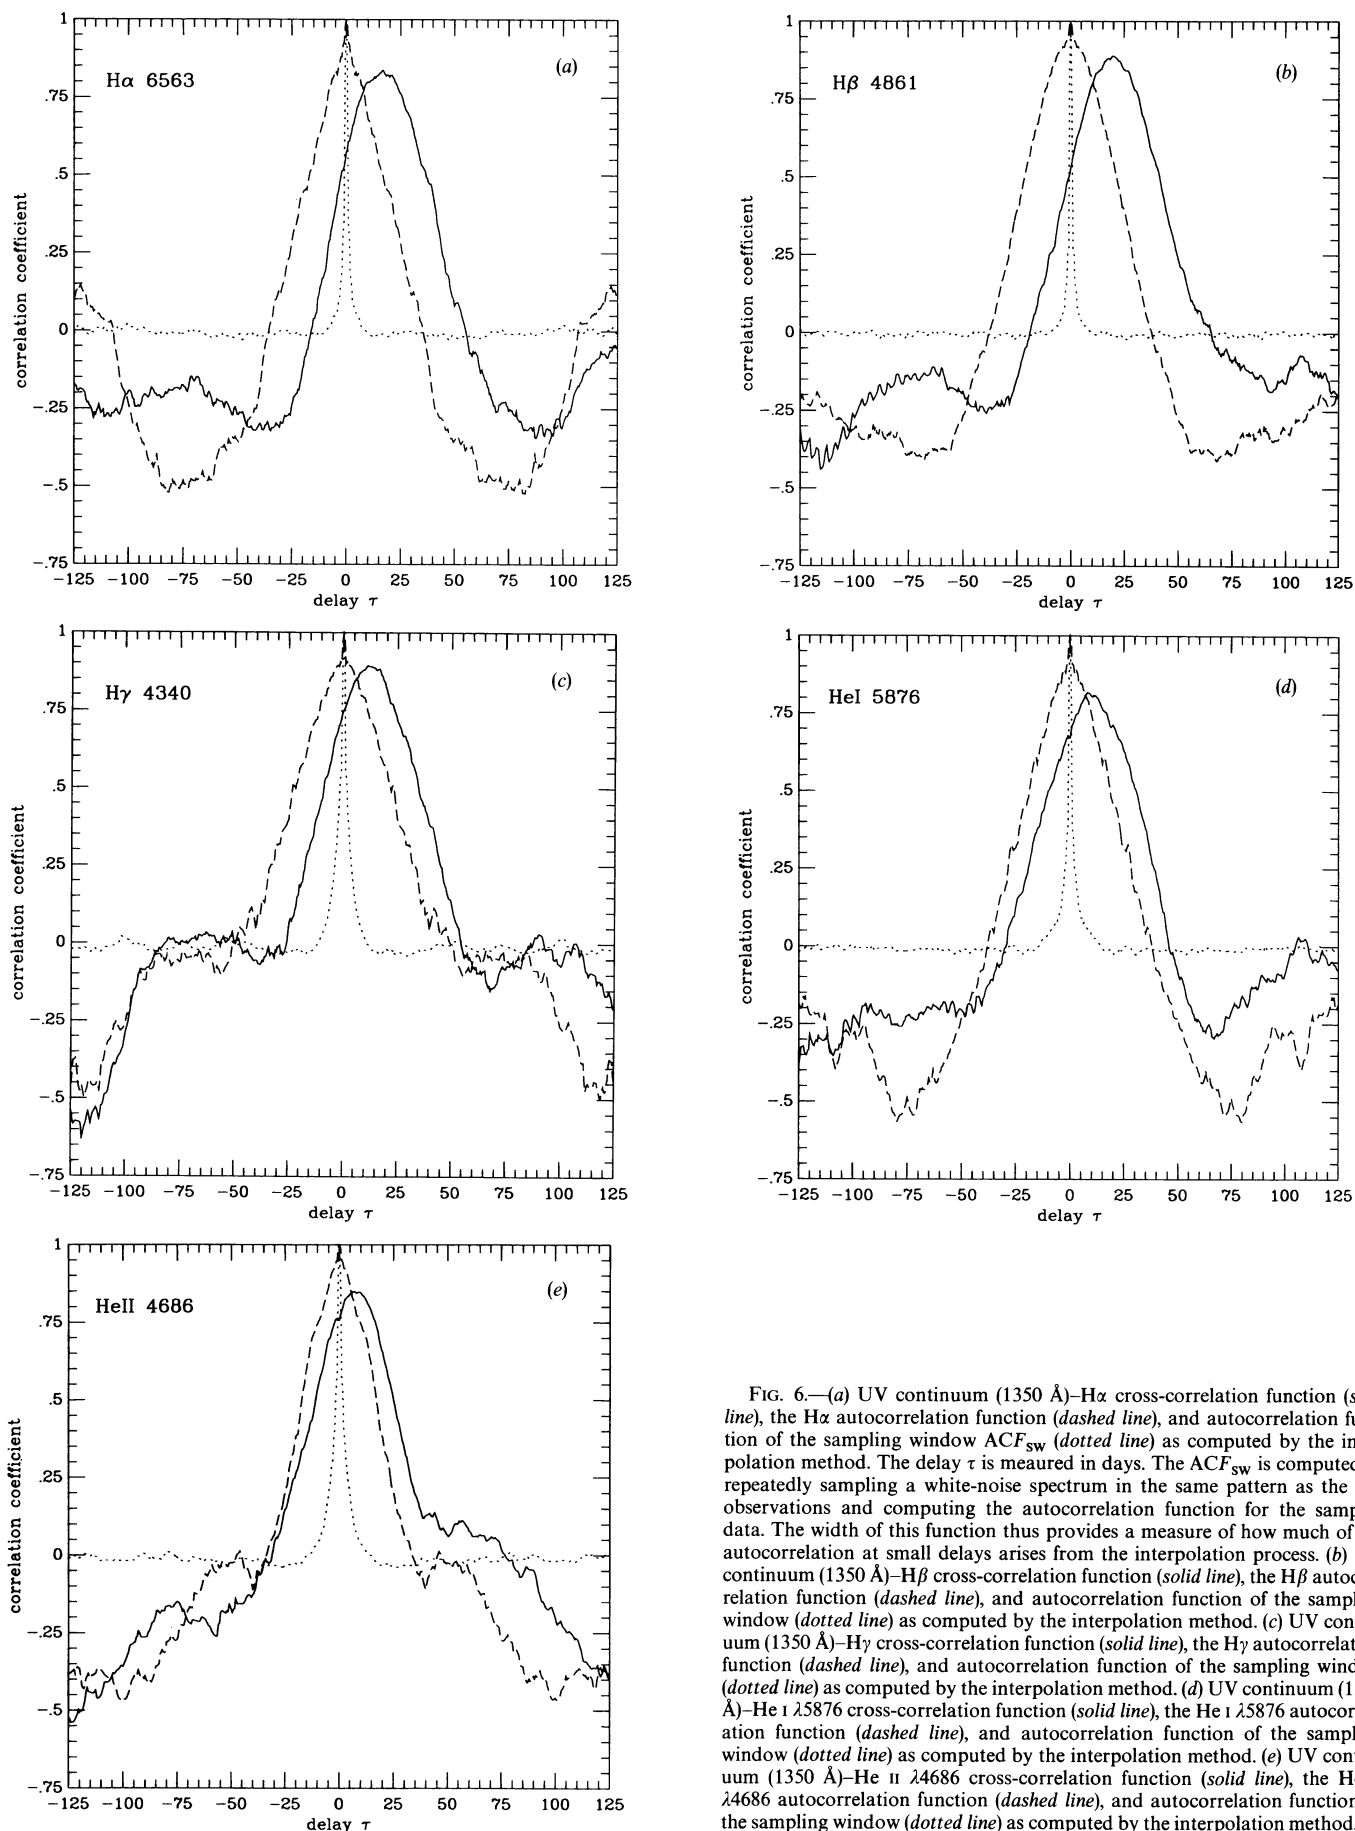 Hα 6563
(a)
correlation coefficient
1
.75
.5
.25
0
−.25
−.5
−.75
−125 −100 −75 −50 −25 0 25 50 75 100 125
delay τ
Hβ 4861
(b)
correlation coefficient
1
.75
.5
.25
0
−.25
−.5
−.75
−125 −100 −75 −50 −25 0 25 50 75 100 125
delay τ
Hγ 4340
(c)
correlation coefficient
1
.75
.5
.25
0
−.25
−.5
−.75
−125 −100 −75 −50 −25 0 25 50 75 100 125
delay τ
HeI 5876
(d)
correlation coefficient
1
.75
.5
.25
0
−.25
−.5
−.75
−125 −100 −75 −50 −25 0 25 50 75 100 125
delay τ
HeII 4686
(e)
correlation coefficient
1
.75
.5
.25
0
−.25
−.5
−.75
−125 −100 −75 −50 −25 0 25 50 75 100 125
delay τ
FIG. 6.—(a) UV continuum (1350 Å)–Hα cross-correlation function (s
line), the Hα autocorrelation function (dashed line), and autocorrelation fu
tion of the sampling window ACF_SW (dotted line) as computed by the in
polation method. The delay τ is meaured in days. The ACF_SW is computed
repeatedly sampling a white-noise spectrum in the same pattern as the
observations and computing the autocorrelation function for the samp
data. The width of this function thus provides a measure of how much of
autocorrelation at small delays arises from the interpolation process. (b)
continuum (1350 Å)–Hβ cross-correlation function (solid line), the Hβ autoc
relation function (dashed line), and autocorrelation function of the sampl
window (dotted line) as computed by the interpolation method. (c) UV con
uum (1350 Å)–Hγ cross-correlation function (solid line), the Hγ autocorrelat
function (dashed line), and autocorrelation function of the sampling wind
(dotted line) as computed by the interpolation method. (d) UV continuum (1
Å)–He I λ5876 cross-correlation function (solid line), the He I λ5876 autocor
ation function (dashed line), and autocorrelation function of the sampl
window (dotted line) as computed by the interpolation method. (e) UV cont
uum (1350 Å)–He II λ4686 cross-correlation function (solid line), the H
λ4686 autocorrelation function (dashed line), and autocorrelation function
the sampling window (dotted line) as computed by the interpolation method.